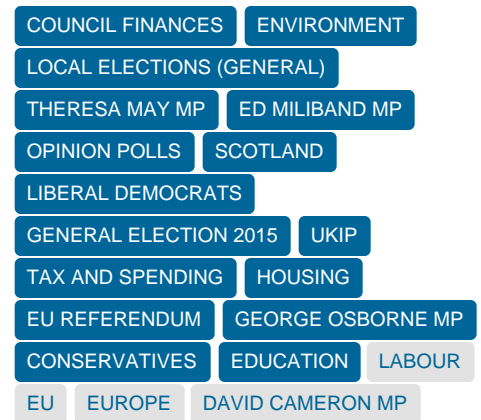 COUNCIL FINANCES ENVIRONMENT
LOCAL ELECTIONS (GENERAL)
THERESA MAY MP ED MILIBAND MP
OPINION POLLS SCOTLAND
LIBERAL DEMOCRATS
GENERAL ELECTION 2015 UKIP
TAX AND SPENDING HOUSING
EU REFERENDUM GEORGE OSBORNE MP
CONSERVATIVES EDUCATION LABOUR
EU EUROPE DAVID CAMERON MP